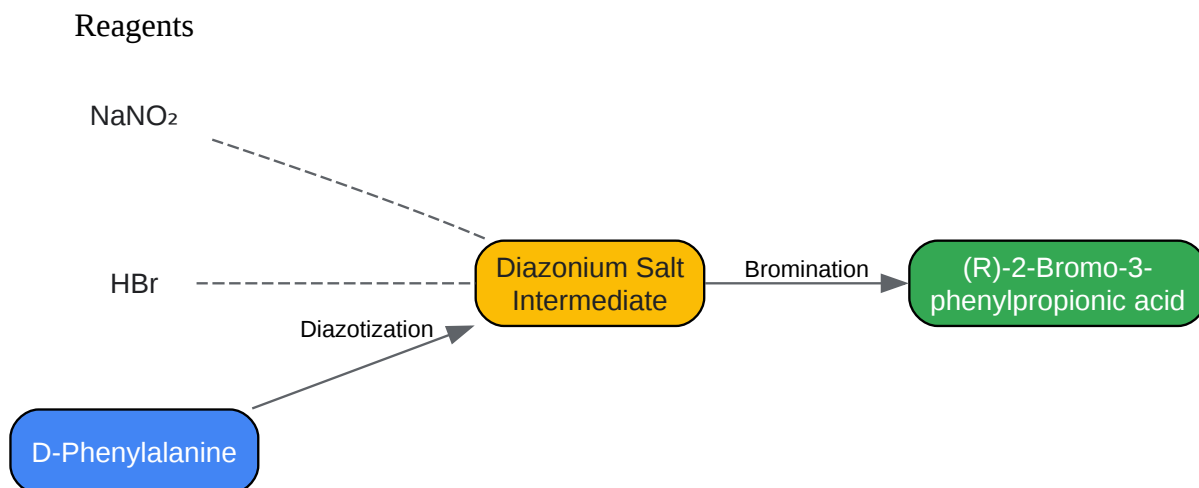 Reagents
NaNO₂
HBr
Diazotization
D-Phenylalanine
Diazonium Salt
Intermediate
Bromination
(R)-2-Bromo-3-
phenylpropionic acid